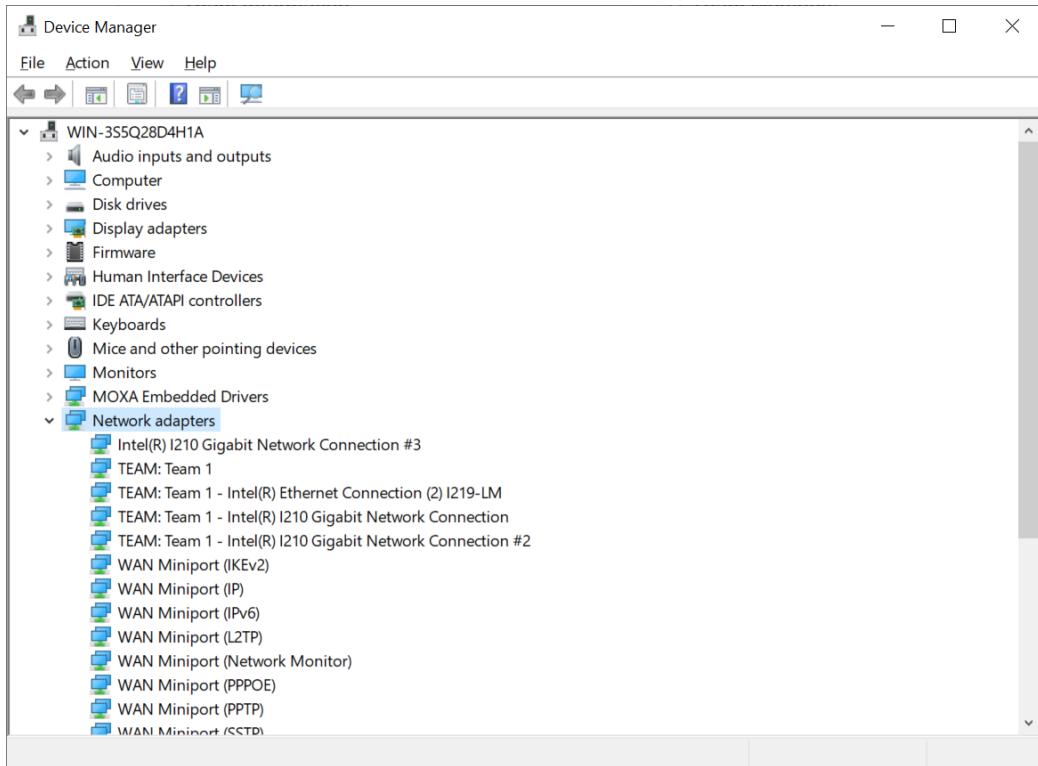 Device Manager
File Action View Help
WIN-3S5Q28D4H1A
Audio inputs and outputs
Computer
Disk drives
Display adapters
Firmware
Human Interface Devices
IDE ATA/ATAPI controllers
Keyboards
Mice and other pointing devices
Monitors
MOXA Embedded Drivers
Network adapters
Intel(R) I210 Gigabit Network Connection #3
TEAM: Team 1
TEAM: Team 1 - Intel(R) Ethernet Connection (2) I219-LM
TEAM: Team 1 - Intel(R) I210 Gigabit Network Connection
TEAM: Team 1 - Intel(R) I210 Gigabit Network Connection #2
WAN Miniport (IKEv2)
WAN Miniport (IP)
WAN Miniport (IPv6)
WAN Miniport (L2TP)
WAN Miniport (Network Monitor)
WAN Miniport (PPPOE)
WAN Miniport (PPTP)
WAN Miniport (SSTP)